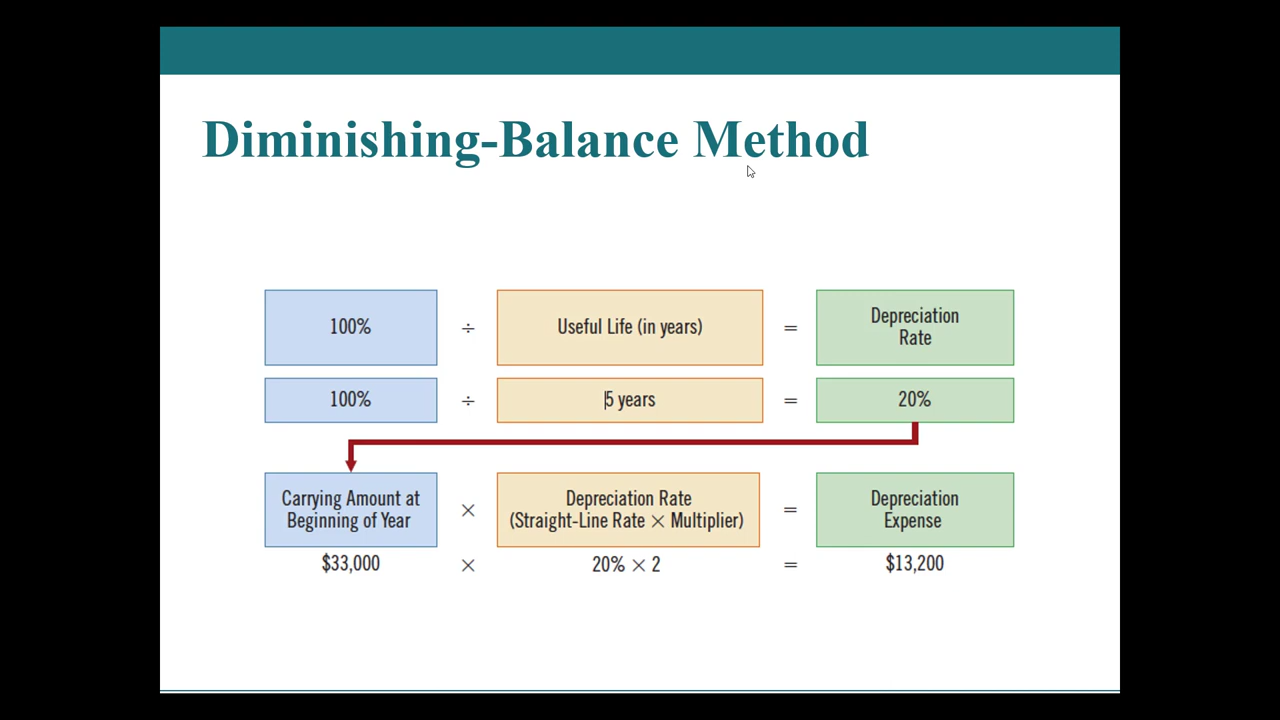 Diminishing-Balance Method
100% ÷ Useful Life (in years) = Depreciation
Rate
100% ÷ 5 years = 20%
Carrying Amount at
Beginning of Year
×
Depreciation Rate
(Straight-Line Rate × Multiplier)
=
Depreciation
Expense
$33,000 × 20% × 2 = $13,200